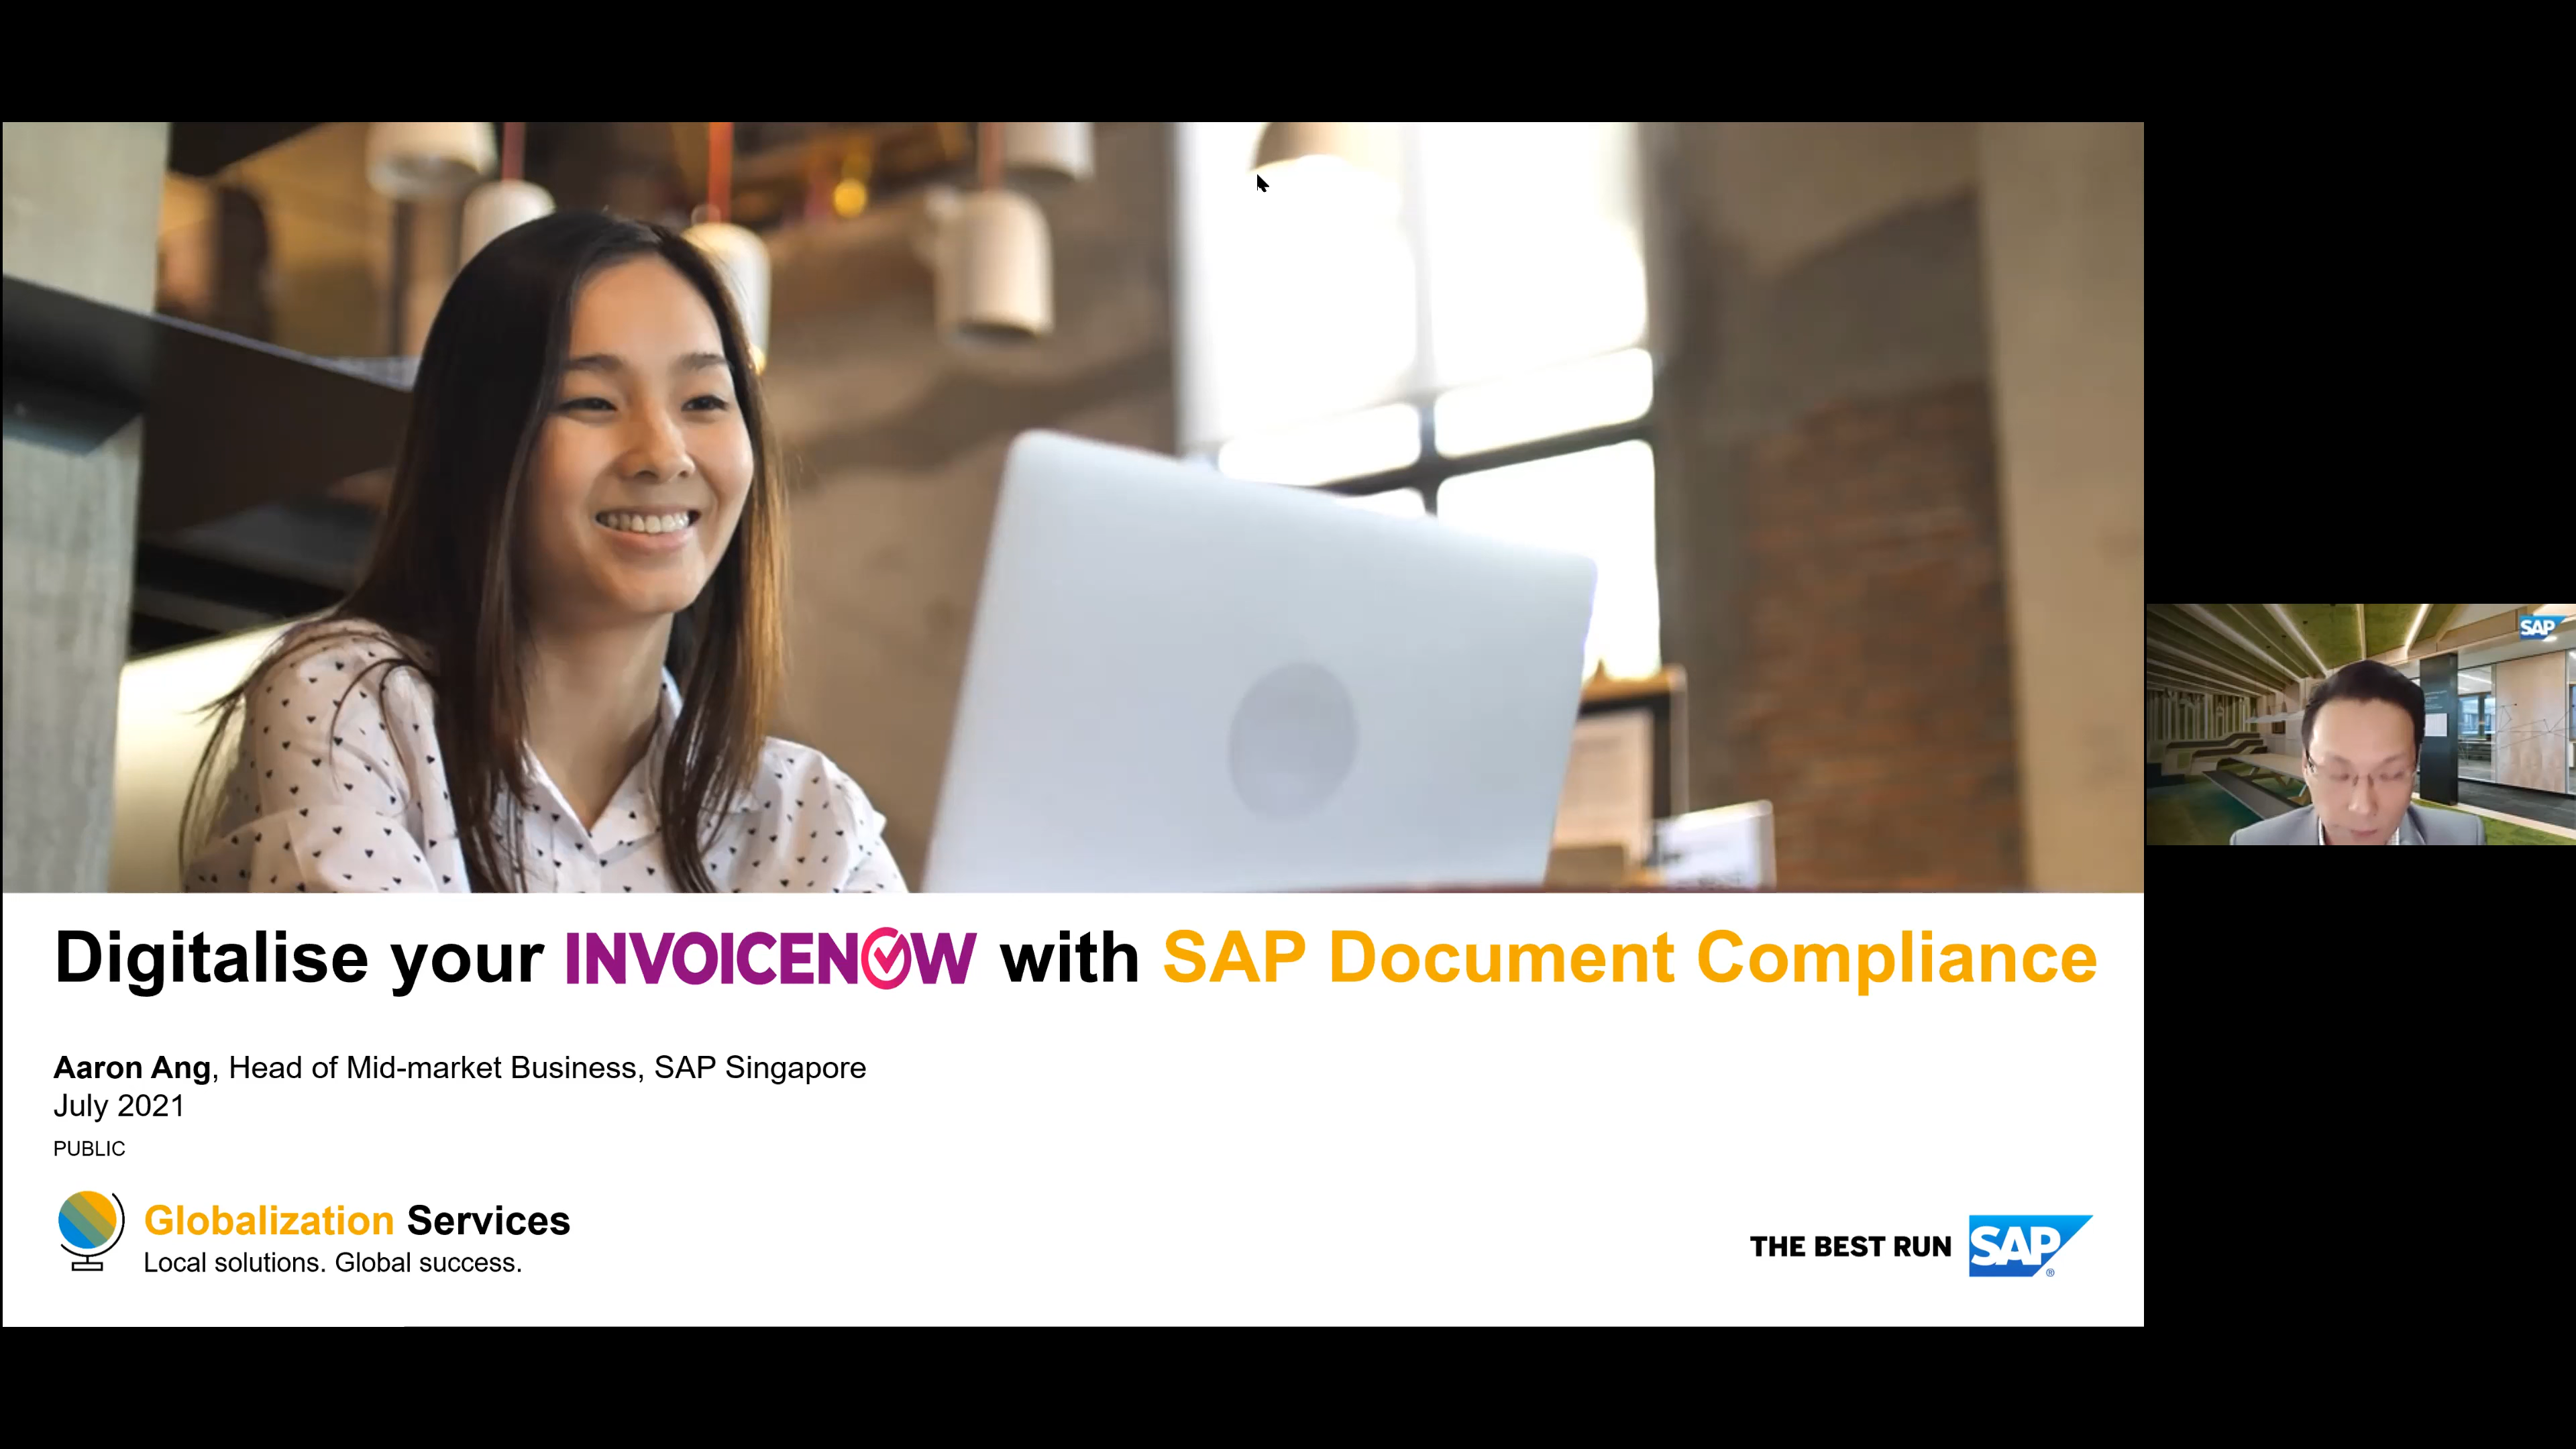 Digitalise your INVOICENOW with SAP Document Compliance
Aaron Ang, Head of Mid-market Business, SAP Singapore
July 2021
PUBLIC
Globalization Services
Local solutions. Global success.
THE BEST RUN SAP®
SAP